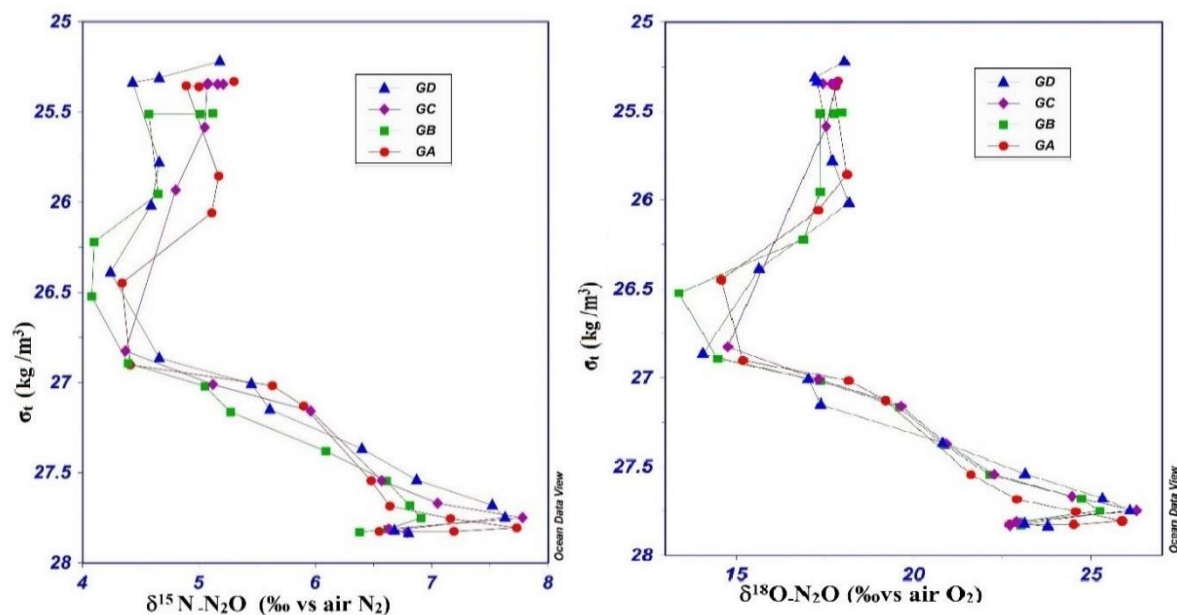 25
25.5
26
26.5
27
27.5
28
σt (kg /m³)
GD
GC
GB
GA
4
5
6
7
8
δ¹⁵ N-N₂O (‰ vs air N₂)
Ocean Data View
25
25.5
26
26.5
27
27.5
28
σt (kg /m³)
GD
GC
GB
GA
15
20
25
δ¹⁸O-N₂O (‰vs air O₂)
Ocean Data View